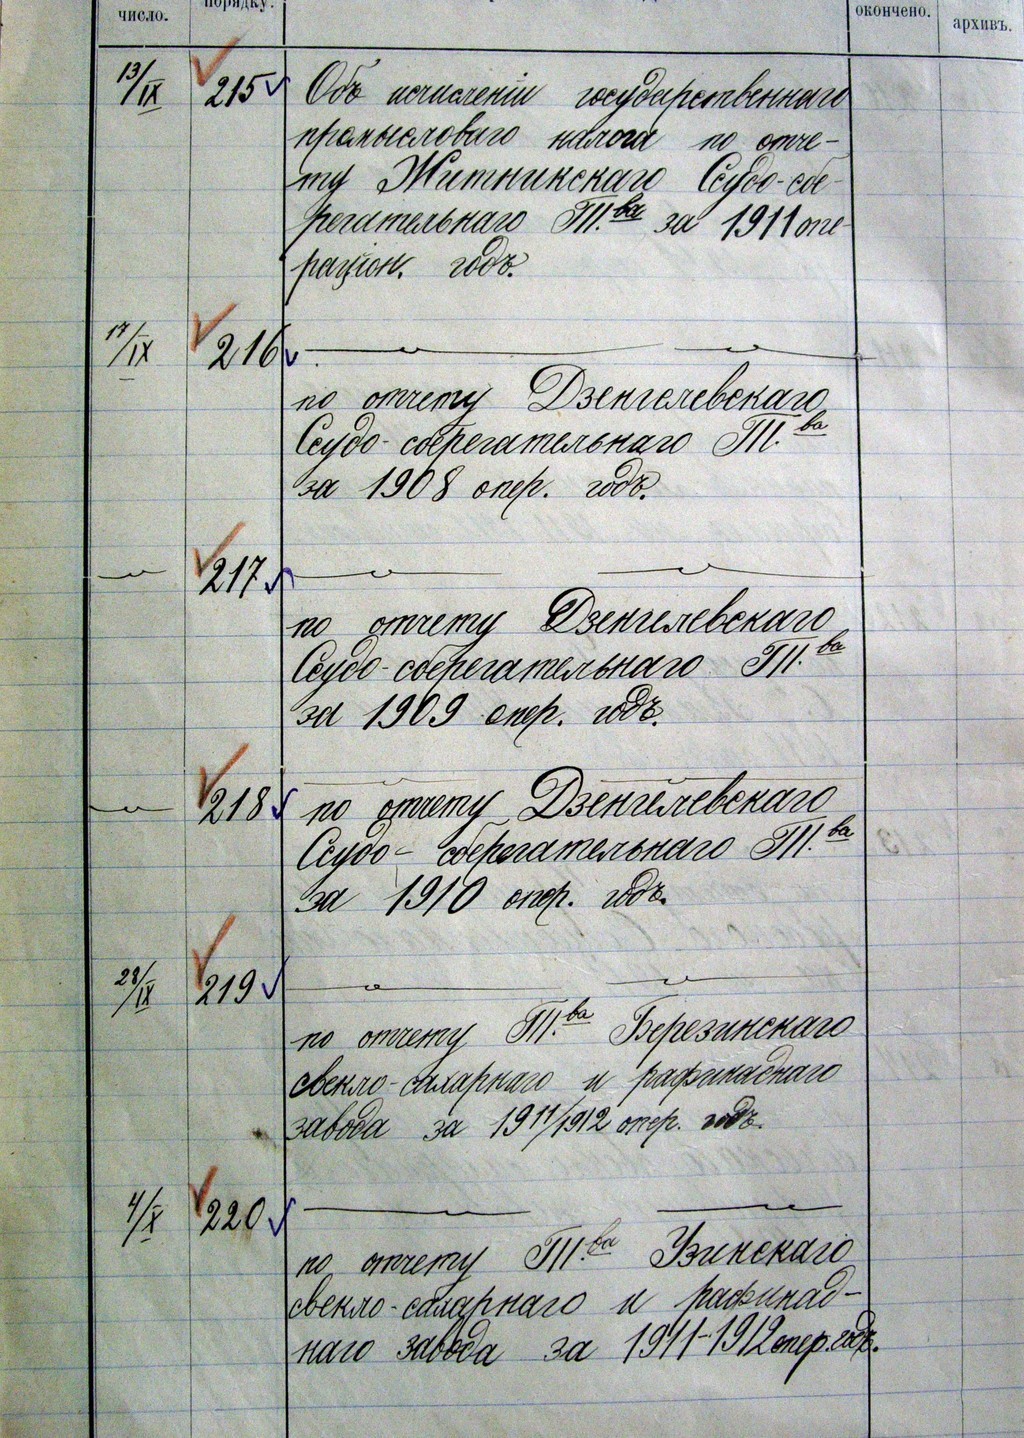 число.
порядку.
окончено.
архивъ.
13/IX 215 Объ исчисленіи государственнаго
промысловаго налога по отче-
ту Житникскаго Ссудо-сбе-
регательнаго Т.ва за 1911 опе-
раціон. годъ.
17/IX 216 — —
по отчету Дзенгелевскаго
Ссудо-сберегательнаго Т.ва
за 1908 опер. годъ.
— 217 — —
по отчету Дзенгелевскаго
Ссудо-сберегательнаго Т.ва
за 1909 опер. годъ.
— 218 по отчету Дзенгелевскаго
Ссудо-сберегательнаго Т.ва
за 1910 опер. годъ.
28/IX 219 — —
по отчету Т.ва Березинскаго
свекло-сахарнаго и рафинаднаго
завода за 1911/1912 опер. годъ.
4/X 220 — —
по отчету Т.ва Узинскаго
свекло-сахарнаго и рафинад-
наго завода за 1911-1912 опер. годъ.